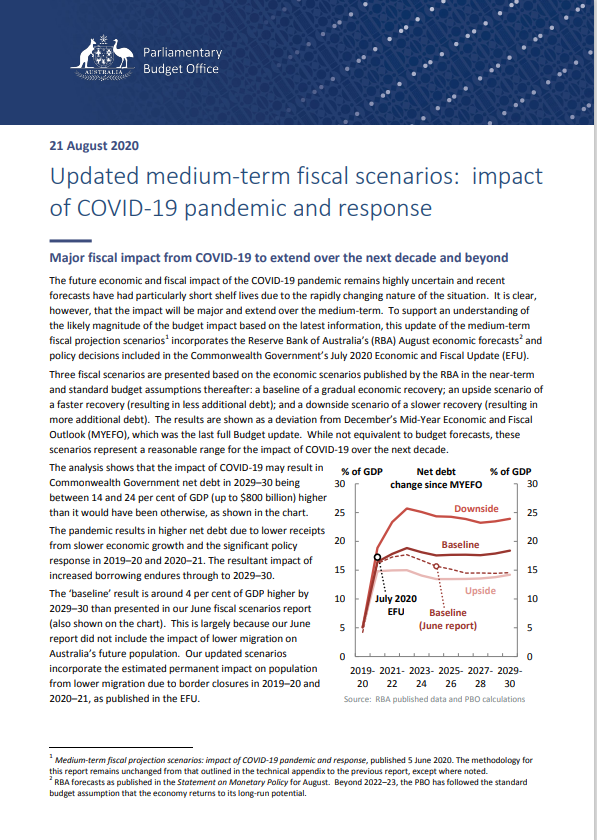 AUSTRALIA
Parliamentary
Budget Office
21 August 2020
Updated medium-term fiscal scenarios:  impact
of COVID-19 pandemic and response
Major fiscal impact from COVID-19 to extend over the next decade and beyond
The future economic and fiscal impact of the COVID-19 pandemic remains highly uncertain and recent
forecasts have had particularly short shelf lives due to the rapidly changing nature of the situation.  It is clear,
however, that the impact will be major and extend over the medium-term.  To support an understanding of
the likely magnitude of the budget impact based on the latest information, this update of the medium-term
fiscal projection scenarios¹ incorporates the Reserve Bank of Australia's (RBA) August economic forecasts² and
policy decisions included in the Commonwealth Government's July 2020 Economic and Fiscal Update (EFU).
Three fiscal scenarios are presented based on the economic scenarios published by the RBA in the near-term
and standard budget assumptions thereafter: a baseline of a gradual economic recovery; an upside scenario of
a faster recovery (resulting in less additional debt); and a downside scenario of a slower recovery (resulting in
more additional debt).  The results are shown as a deviation from December's Mid-Year Economic and Fiscal
Outlook (MYEFO), which was the last full Budget update.  While not equivalent to budget forecasts, these
scenarios represent a reasonable range for the impact of COVID-19 over the next decade.
The analysis shows that the impact of COVID-19 may result in
Commonwealth Government net debt in 2029–30 being
between 14 and 24 per cent of GDP (up to $800 billion) higher
than it would have been otherwise, as shown in the chart.
The pandemic results in higher net debt due to lower receipts
from slower economic growth and the significant policy
response in 2019–20 and 2020–21. The resultant impact of
increased borrowing endures through to 2029–30.
The 'baseline' result is around 4 per cent of GDP higher by
2029–30 than presented in our June fiscal scenarios report
(also shown on the chart).  This is largely because our June
report did not include the impact of lower migration on
Australia's future population.  Our updated scenarios
incorporate the estimated permanent impact on population
from lower migration due to border closures in 2019–20 and
2020–21, as published in the EFU.
% of GDP Net debt % of GDP
change since MYEFO
30 30
25 25
20 20
15 15
10 10
5 5
0 0
Downside
Baseline
Upside
July 2020
EFU
Baseline
(June report)
2019- 2021- 2023- 2025- 2027- 2029-
20 22 24 26 28 30
Source:  RBA published data and PBO calculations
¹ Medium-term fiscal projection scenarios: impact of COVID-19 pandemic and response, published 5 June 2020. The methodology for
this report remains unchanged from that outlined in the technical appendix to the previous report, except where noted.
² RBA forecasts as published in the Statement on Monetary Policy for August.  Beyond 2022–23, the PBO has followed the standard
budget assumption that the economy returns to its long-run potential.